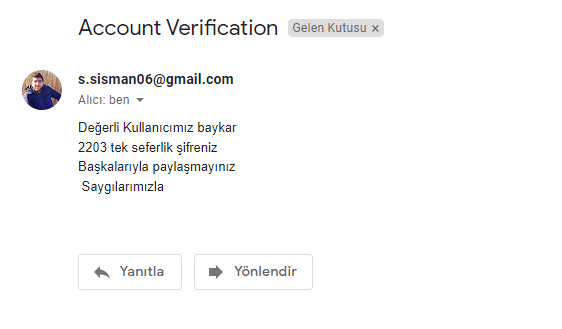 Account Verification Gelen Kutusu x
s.sisman06@gmail.com
Alıcı: ben
Değerli Kullanıcımız baykar
2203 tek seferlik şifreniz
Başkalarıyla paylaşmayınız
Saygılarımızla
Yanıtla Yönlendir